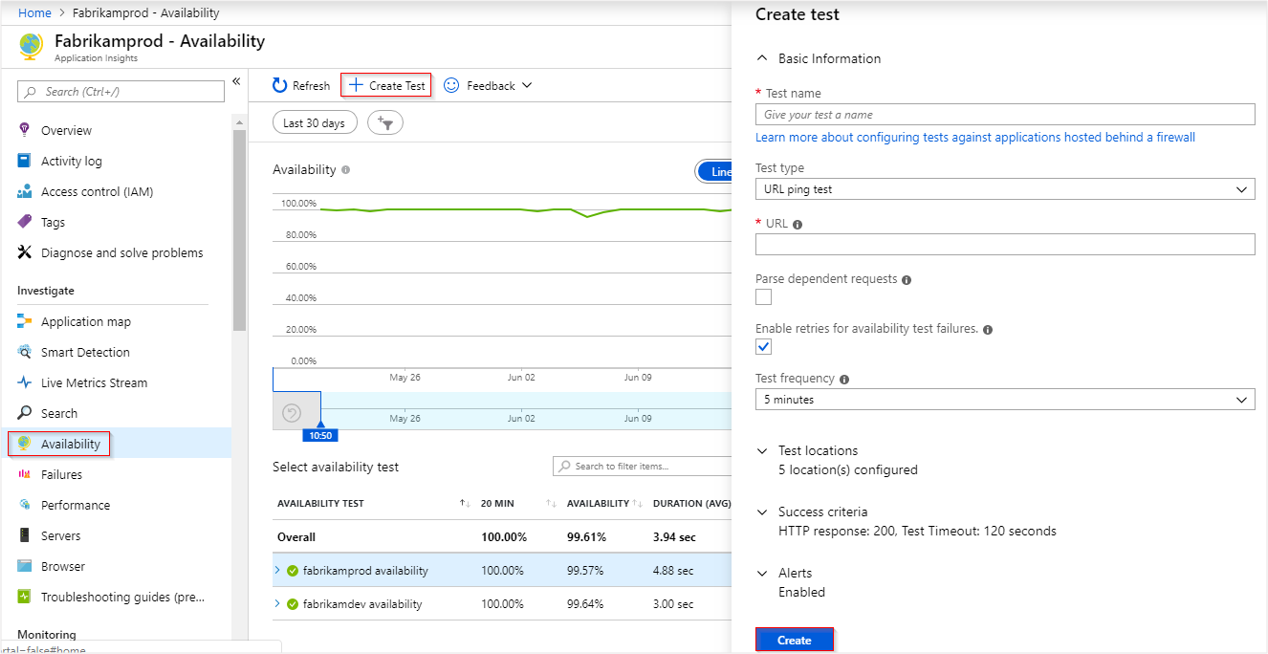 Home > Fabrikamprod - Availability
Fabrikamprod - Availability
Application Insights
Search (Ctrl+/)
«
Overview
Activity log
Access control (IAM)
Tags
Diagnose and solve problems
Investigate
Application map
Smart Detection
Live Metrics Stream
Search
Availability
Failures
Performance
Servers
Browser
Troubleshooting guides (pre...
Monitoring
Refresh
+ Create Test
Feedback
Last 30 days
Availability
Line
100.00%
80.00%
60.00%
40.00%
20.00%
0.00%
May 26 Jun 02 Jun 09
May 26 Jun 02 Jun 09
10:50
Select availability test
Search to filter items...
AVAILABILITY TEST 20 MIN AVAILABILITY DURATION (AVG)
Overall 100.00% 99.61% 3.94 sec
fabrikamprod availability 100.00% 99.57% 4.88 sec
fabrikamdev availability 100.00% 99.64% 3.00 sec
Create test
Basic Information
* Test name
Give your test a name
Learn more about configuring tests against applications hosted behind a firewall
Test type
URL ping test
* URL
Parse dependent requests
Enable retries for availability test failures.
Test frequency
5 minutes
Test locations
5 location(s) configured
Success criteria
HTTP response: 200, Test Timeout: 120 seconds
Alerts
Enabled
Create